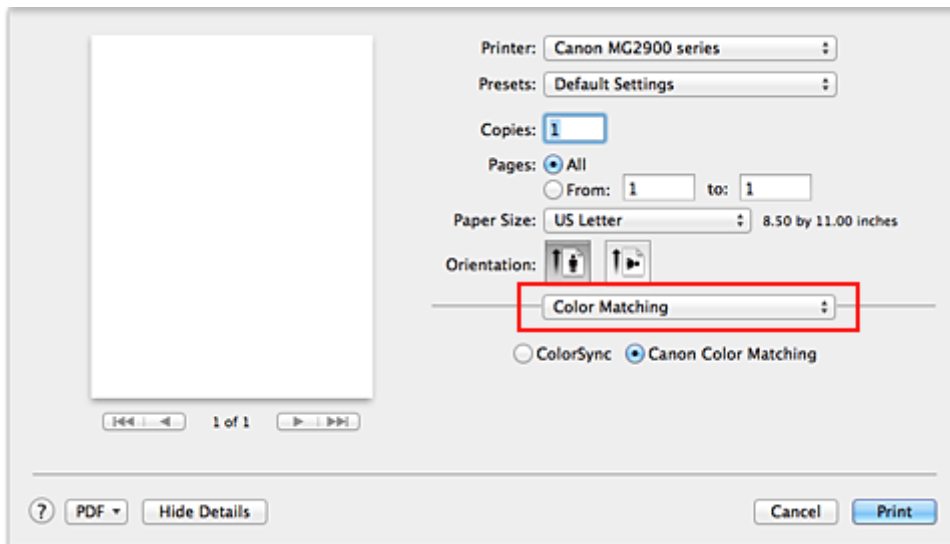 Printer: Canon MG2900 series
Presets: Default Settings
Copies: 1
Pages: All
From: 1 to: 1
Paper Size: US Letter 8.50 by 11.00 inches
Orientation:
Color Matching
ColorSync Canon Color Matching
1 of 1
? PDF Hide Details Cancel Print